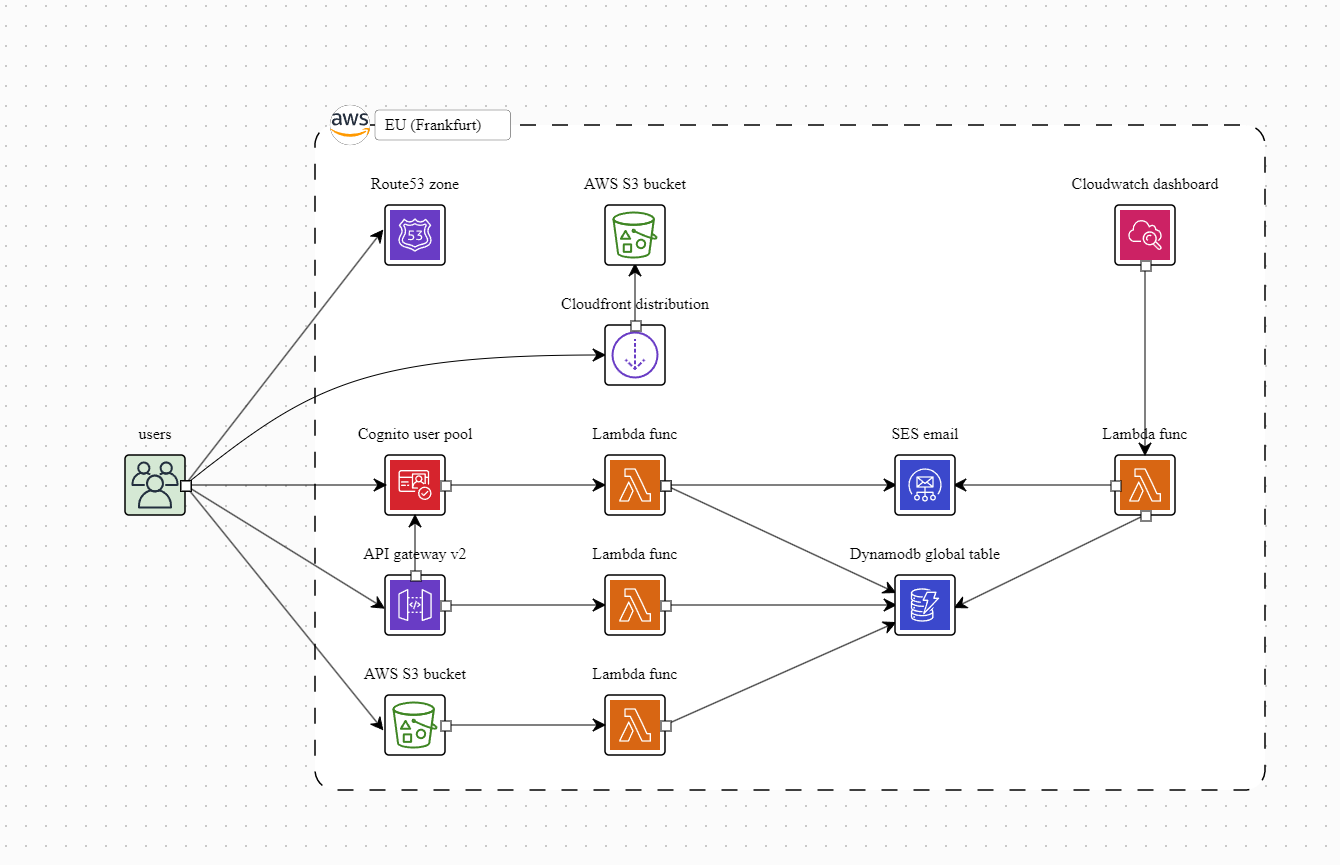 aws
EU (Frankfurt)
Route53 zone
AWS S3 bucket
Cloudwatch dashboard
53
Cloudfront distribution
users
Cognito user pool
Lambda func
SES email
Lambda func
API gateway v2
Lambda func
Dynamodb global table
</>
AWS S3 bucket
Lambda func